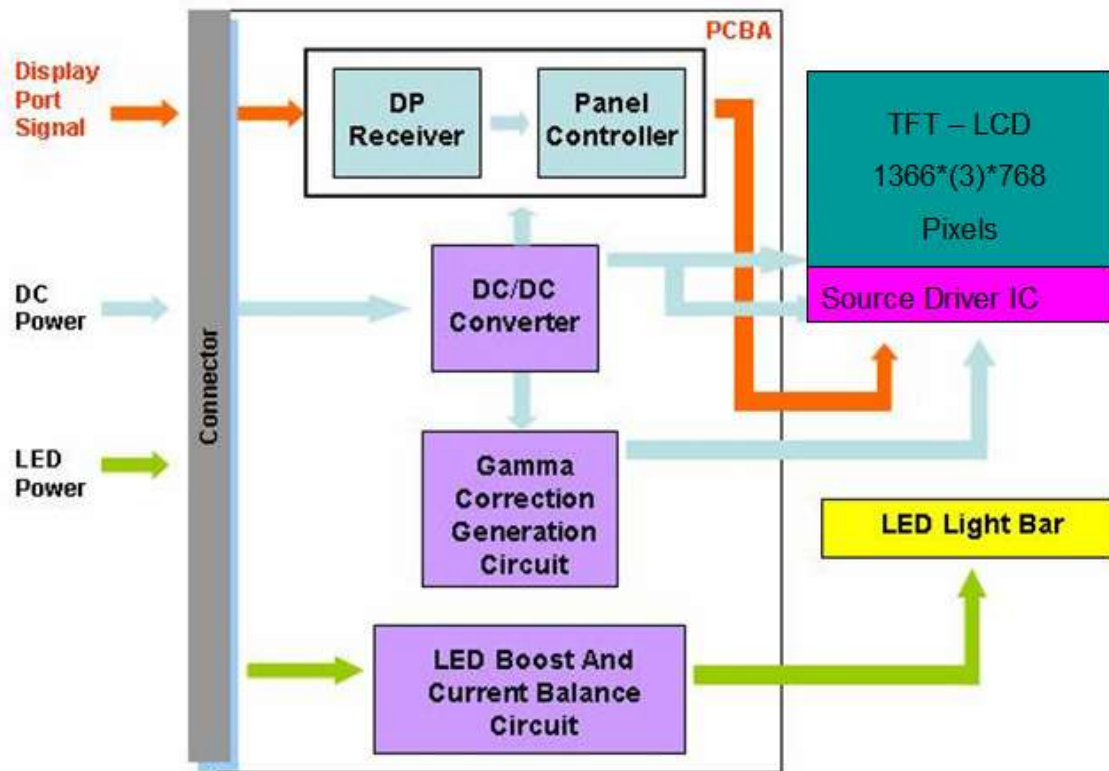 PCBA
Display
Port
Signal
DP
Receiver
Panel
Controller
TFT – LCD
1366*(3)*768
Pixels
Source Driver IC
DC
Power
DC/DC
Converter
Connector
LED
Power
Gamma
Correction
Generation
Circuit
LED Light Bar
LED Boost And
Current Balance
Circuit